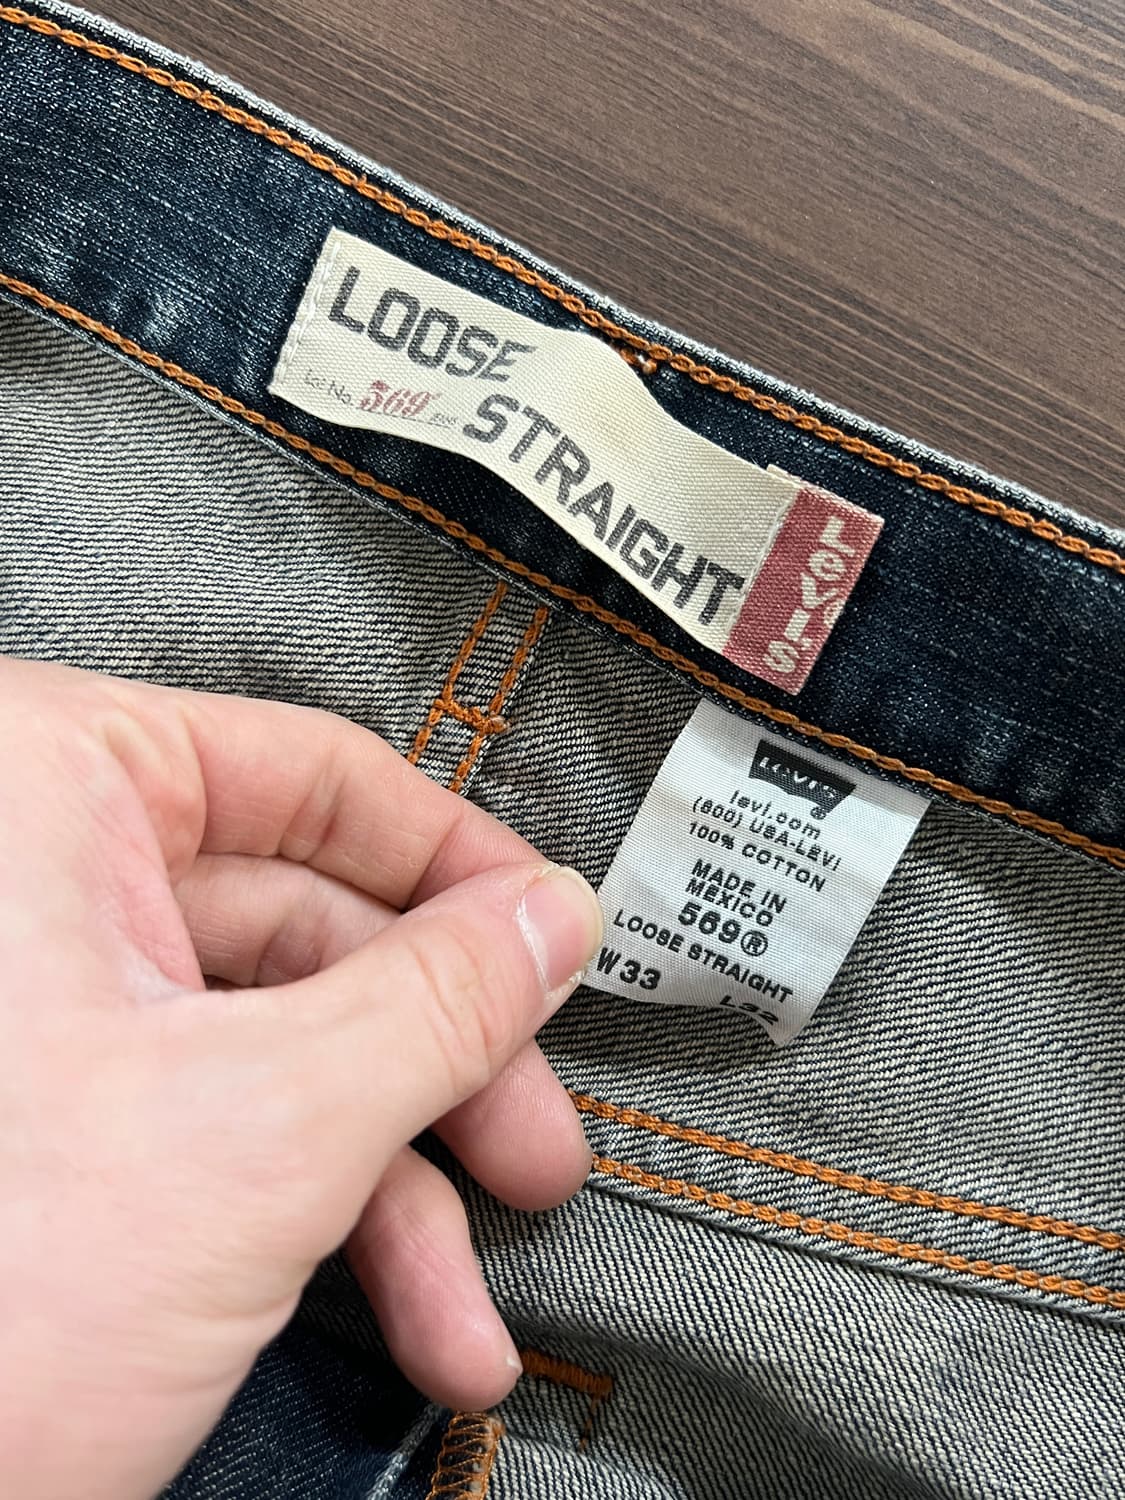 LOOSE
Lot No. 569
STRAIGHT
LEVI'S
Levi's ®
levi.com
(800) USA-LEVI
100% COTTON
MADE IN
MEXICO
569®
LOOSE STRAIGHT
W33 L32